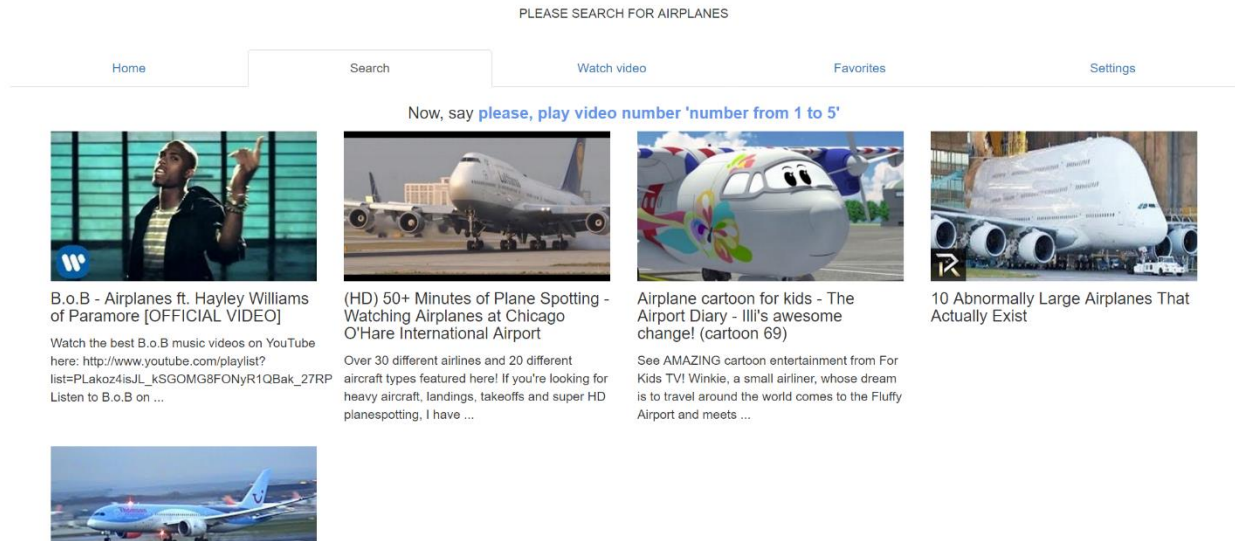 PLEASE SEARCH FOR AIRPLANES
Home
Search
Watch video
Favorites
Settings
Now, say please, play video number 'number from 1 to 5'
B.o.B - Airplanes ft. Hayley Williams
of Paramore [OFFICIAL VIDEO]
Watch the best B.o.B music videos on YouTube
here: http://www.youtube.com/playlist?
list=PLakoz4isJL_kSGOMG8FONyR1QBak_27RP
Listen to B.o.B on ...
(HD) 50+ Minutes of Plane Spotting -
Watching Airplanes at Chicago
O'Hare International Airport
Over 30 different airlines and 20 different
aircraft types featured here! If you're looking for
heavy aircraft, landings, takeoffs and super HD
planespotting, I have ...
Airplane cartoon for kids - The
Airport Diary - Illi's awesome
change! (cartoon 69)
See AMAZING cartoon entertainment from For
Kids TV! Winkie, a small airliner, whose dream
is to travel around the world comes to the Fluffy
Airport and meets ...
10 Abnormally Large Airplanes That
Actually Exist